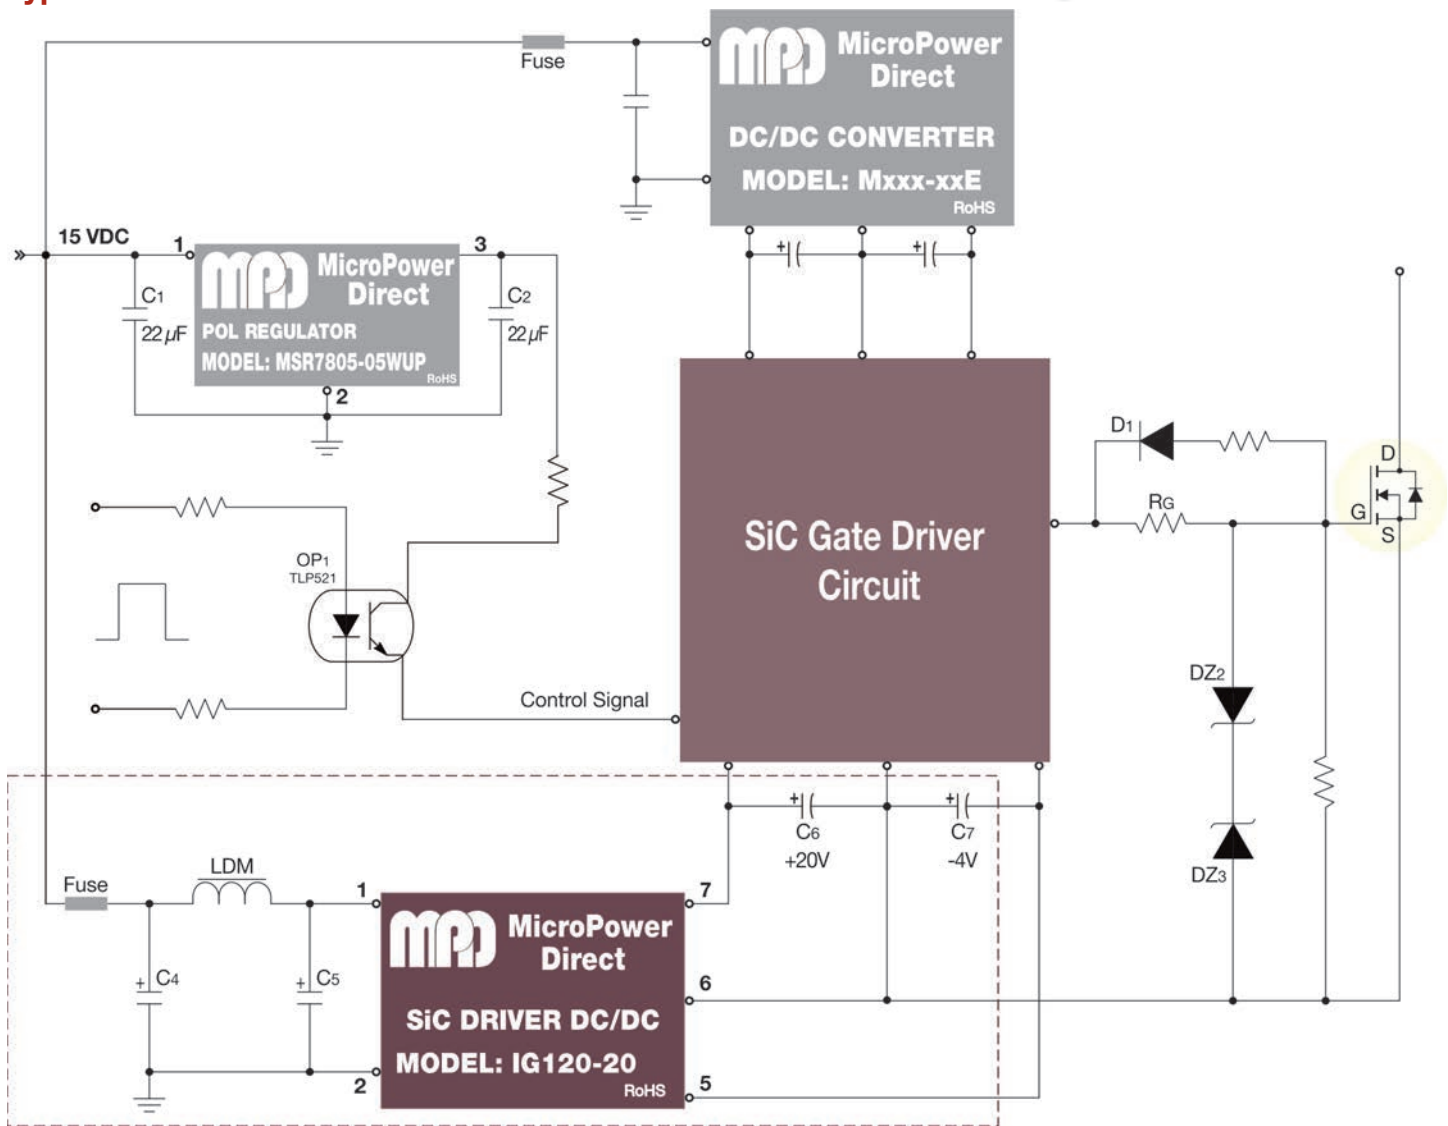 MPD MicroPower
Direct
Fuse
DC/DC CONVERTER
MODEL: Mxxx-xxE
RoHS
15 VDC
1
3
MPD MicroPower
Direct
C1
22µF
C2
22µF
POL REGULATOR
MODEL: MSR7805-05WUP
RoHS
2
+
+
D1
D
RG
G
S
SiC Gate Driver
Circuit
OP1
TLP521
DZ2
Control Signal
+
+
C6
C7
+20V
-4V
DZ3
LDM
Fuse
1
7
MPD MicroPower
Direct
+
C4
+
C5
6
SiC DRIVER DC/DC
MODEL: IG120-20
RoHS
2
5